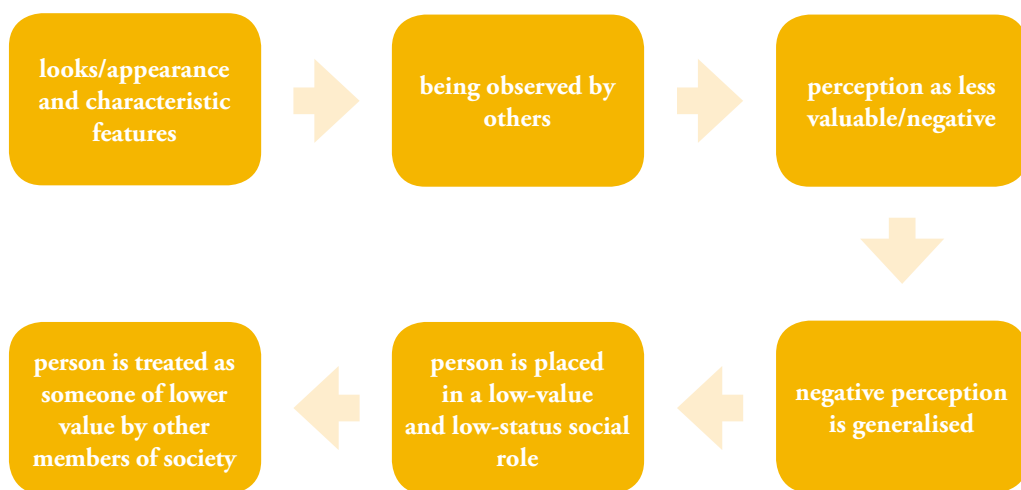 looks/appearance
and characteristic
features
being observed by
others
perception as less
valuable/negative
negative perception
is generalised
person is placed
in a low-value
and low-status social
role
person is treated as
someone of lower
value by other
members of society